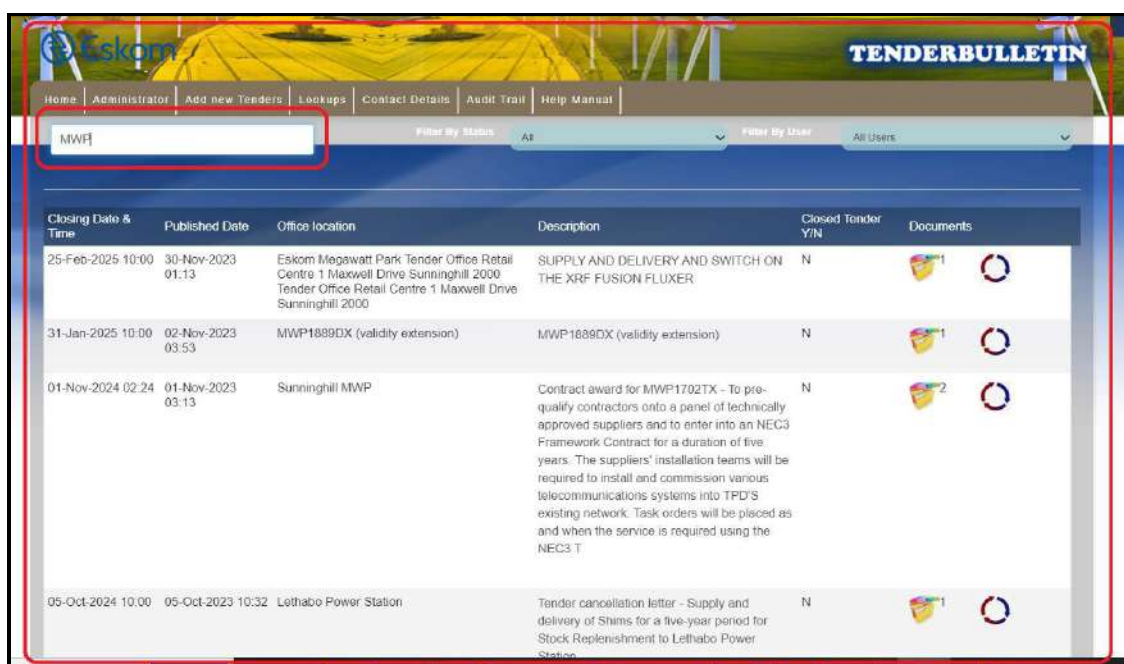 Eskom
TENDERBULLETIN
Home Administrator Add new Tenders Lookups Contact Details Audit Trail Help Manual
MWP Filter By Status All Filter By User All Users
Closing Date & Time Published Date Office location Description Closed Tender Y/N Documents
25-Feb-2025 10:00 30-Nov-2023 01:13
Eskom Megawatt Park Tender Office Retail
Centre 1 Maxwell Drive Sunninghill 2000
Tender Office Retail Centre 1 Maxwell Drive
Sunninghill 2000
SUPPLY AND DELIVERY AND SWITCH ON
THE XRF FUSION FLUXER
N 1
31-Jan-2025 10:00 02-Nov-2023 03:53
MWP1889DX (validity extension)
MWP1889DX (validity extension)
N 1
01-Nov-2024 02:24 01-Nov-2023 03:13
Sunninghill MWP
Contract award for MWP1702TX - To pre-
qualify contractors onto a panel of technically
approved suppliers and to enter into an NEC3
Framework Contract for a duration of five
years. The suppliers' installation teams will be
required to install and commission various
telecommunications systems into TPD'S
existing network. Task orders will be placed as
and when the service is required using the
NEC3 T
N 2
05-Oct-2024 10:00 05-Oct-2023 10:32 Lethabo Power Station
Tender cancellation letter - Supply and
delivery of Shims for a five-year period for
Stock Replenishment to Lethabo Power
Station
N 1